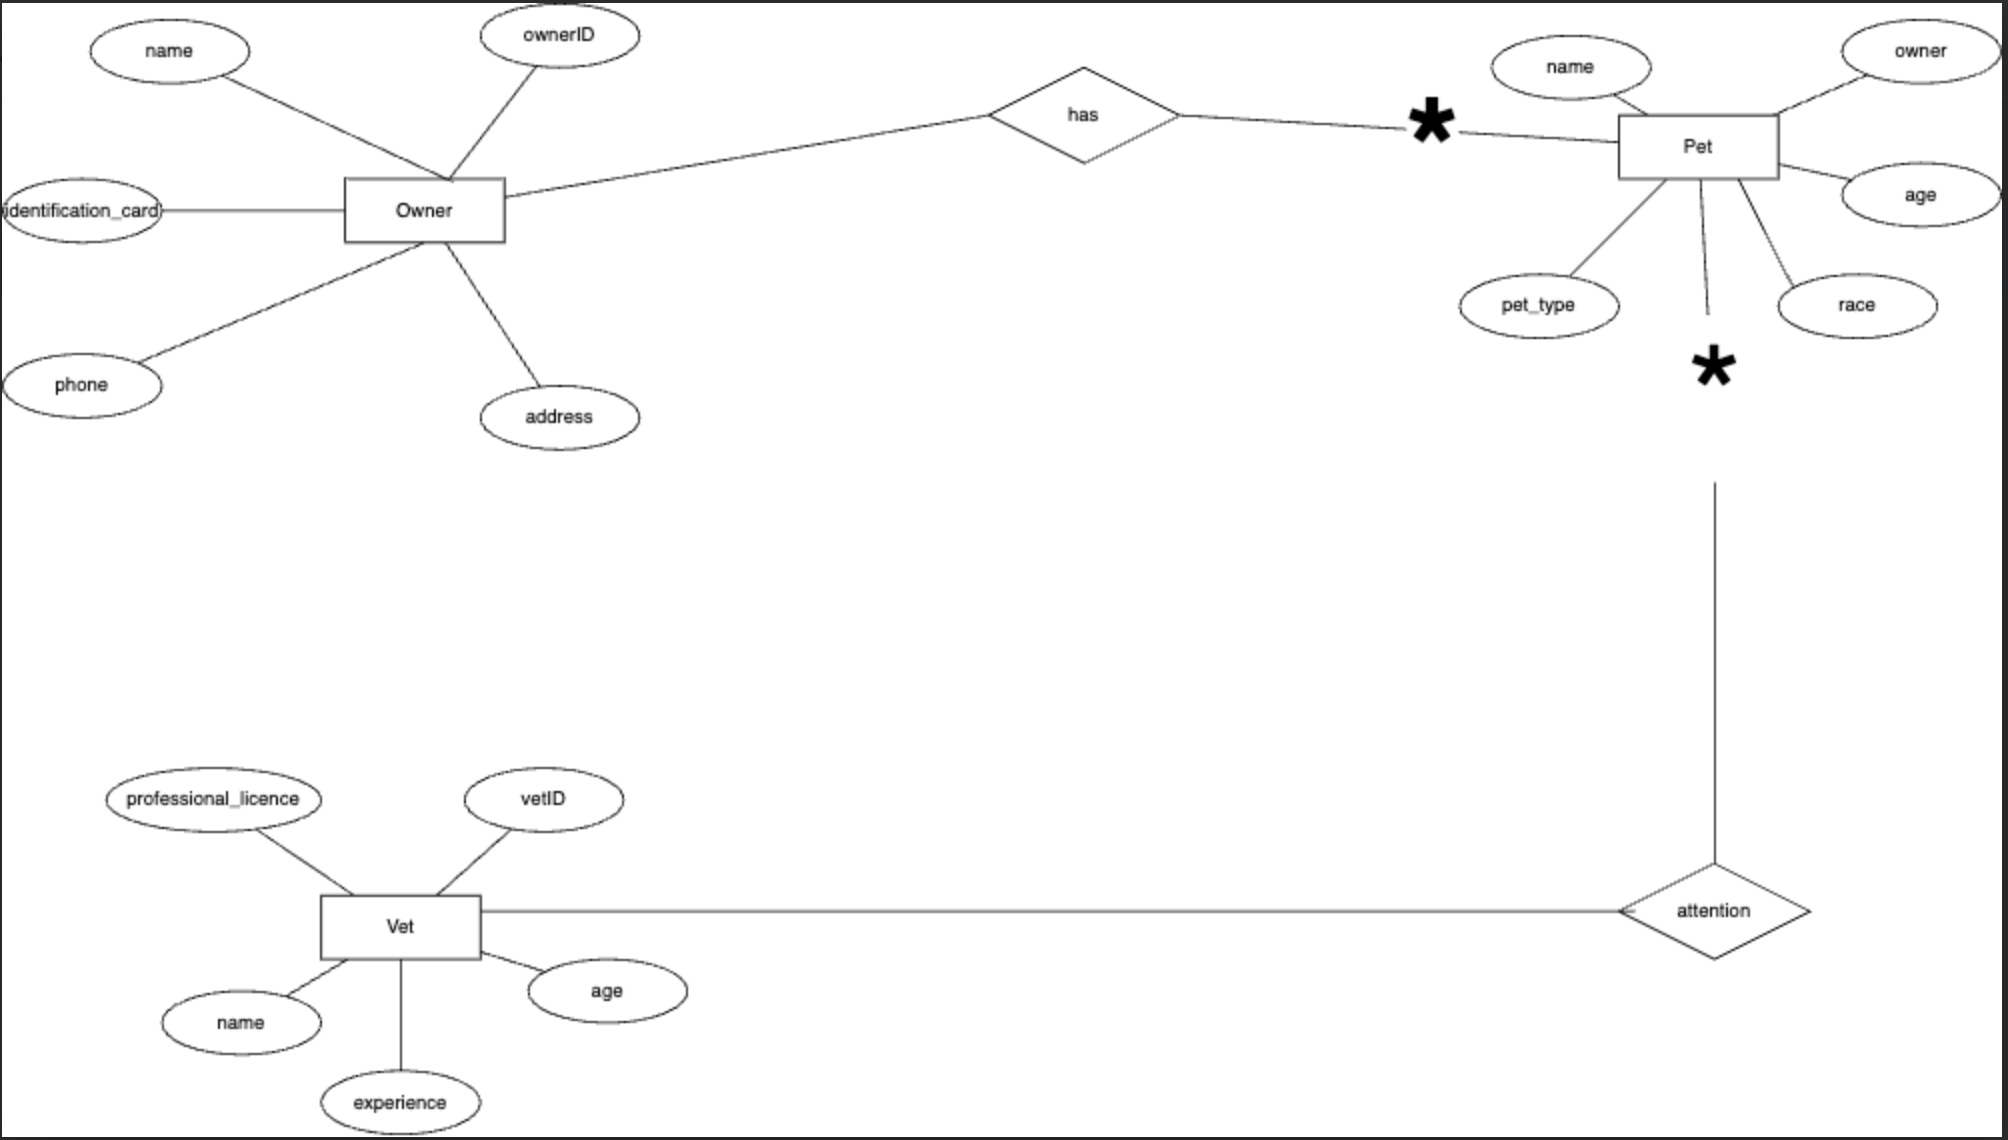 name
ownerID
has
*
name
owner
Pet
identification_card
Owner
age
pet_type
race
*
phone
address
professional_licence
vetID
Vet
attention
age
name
experience